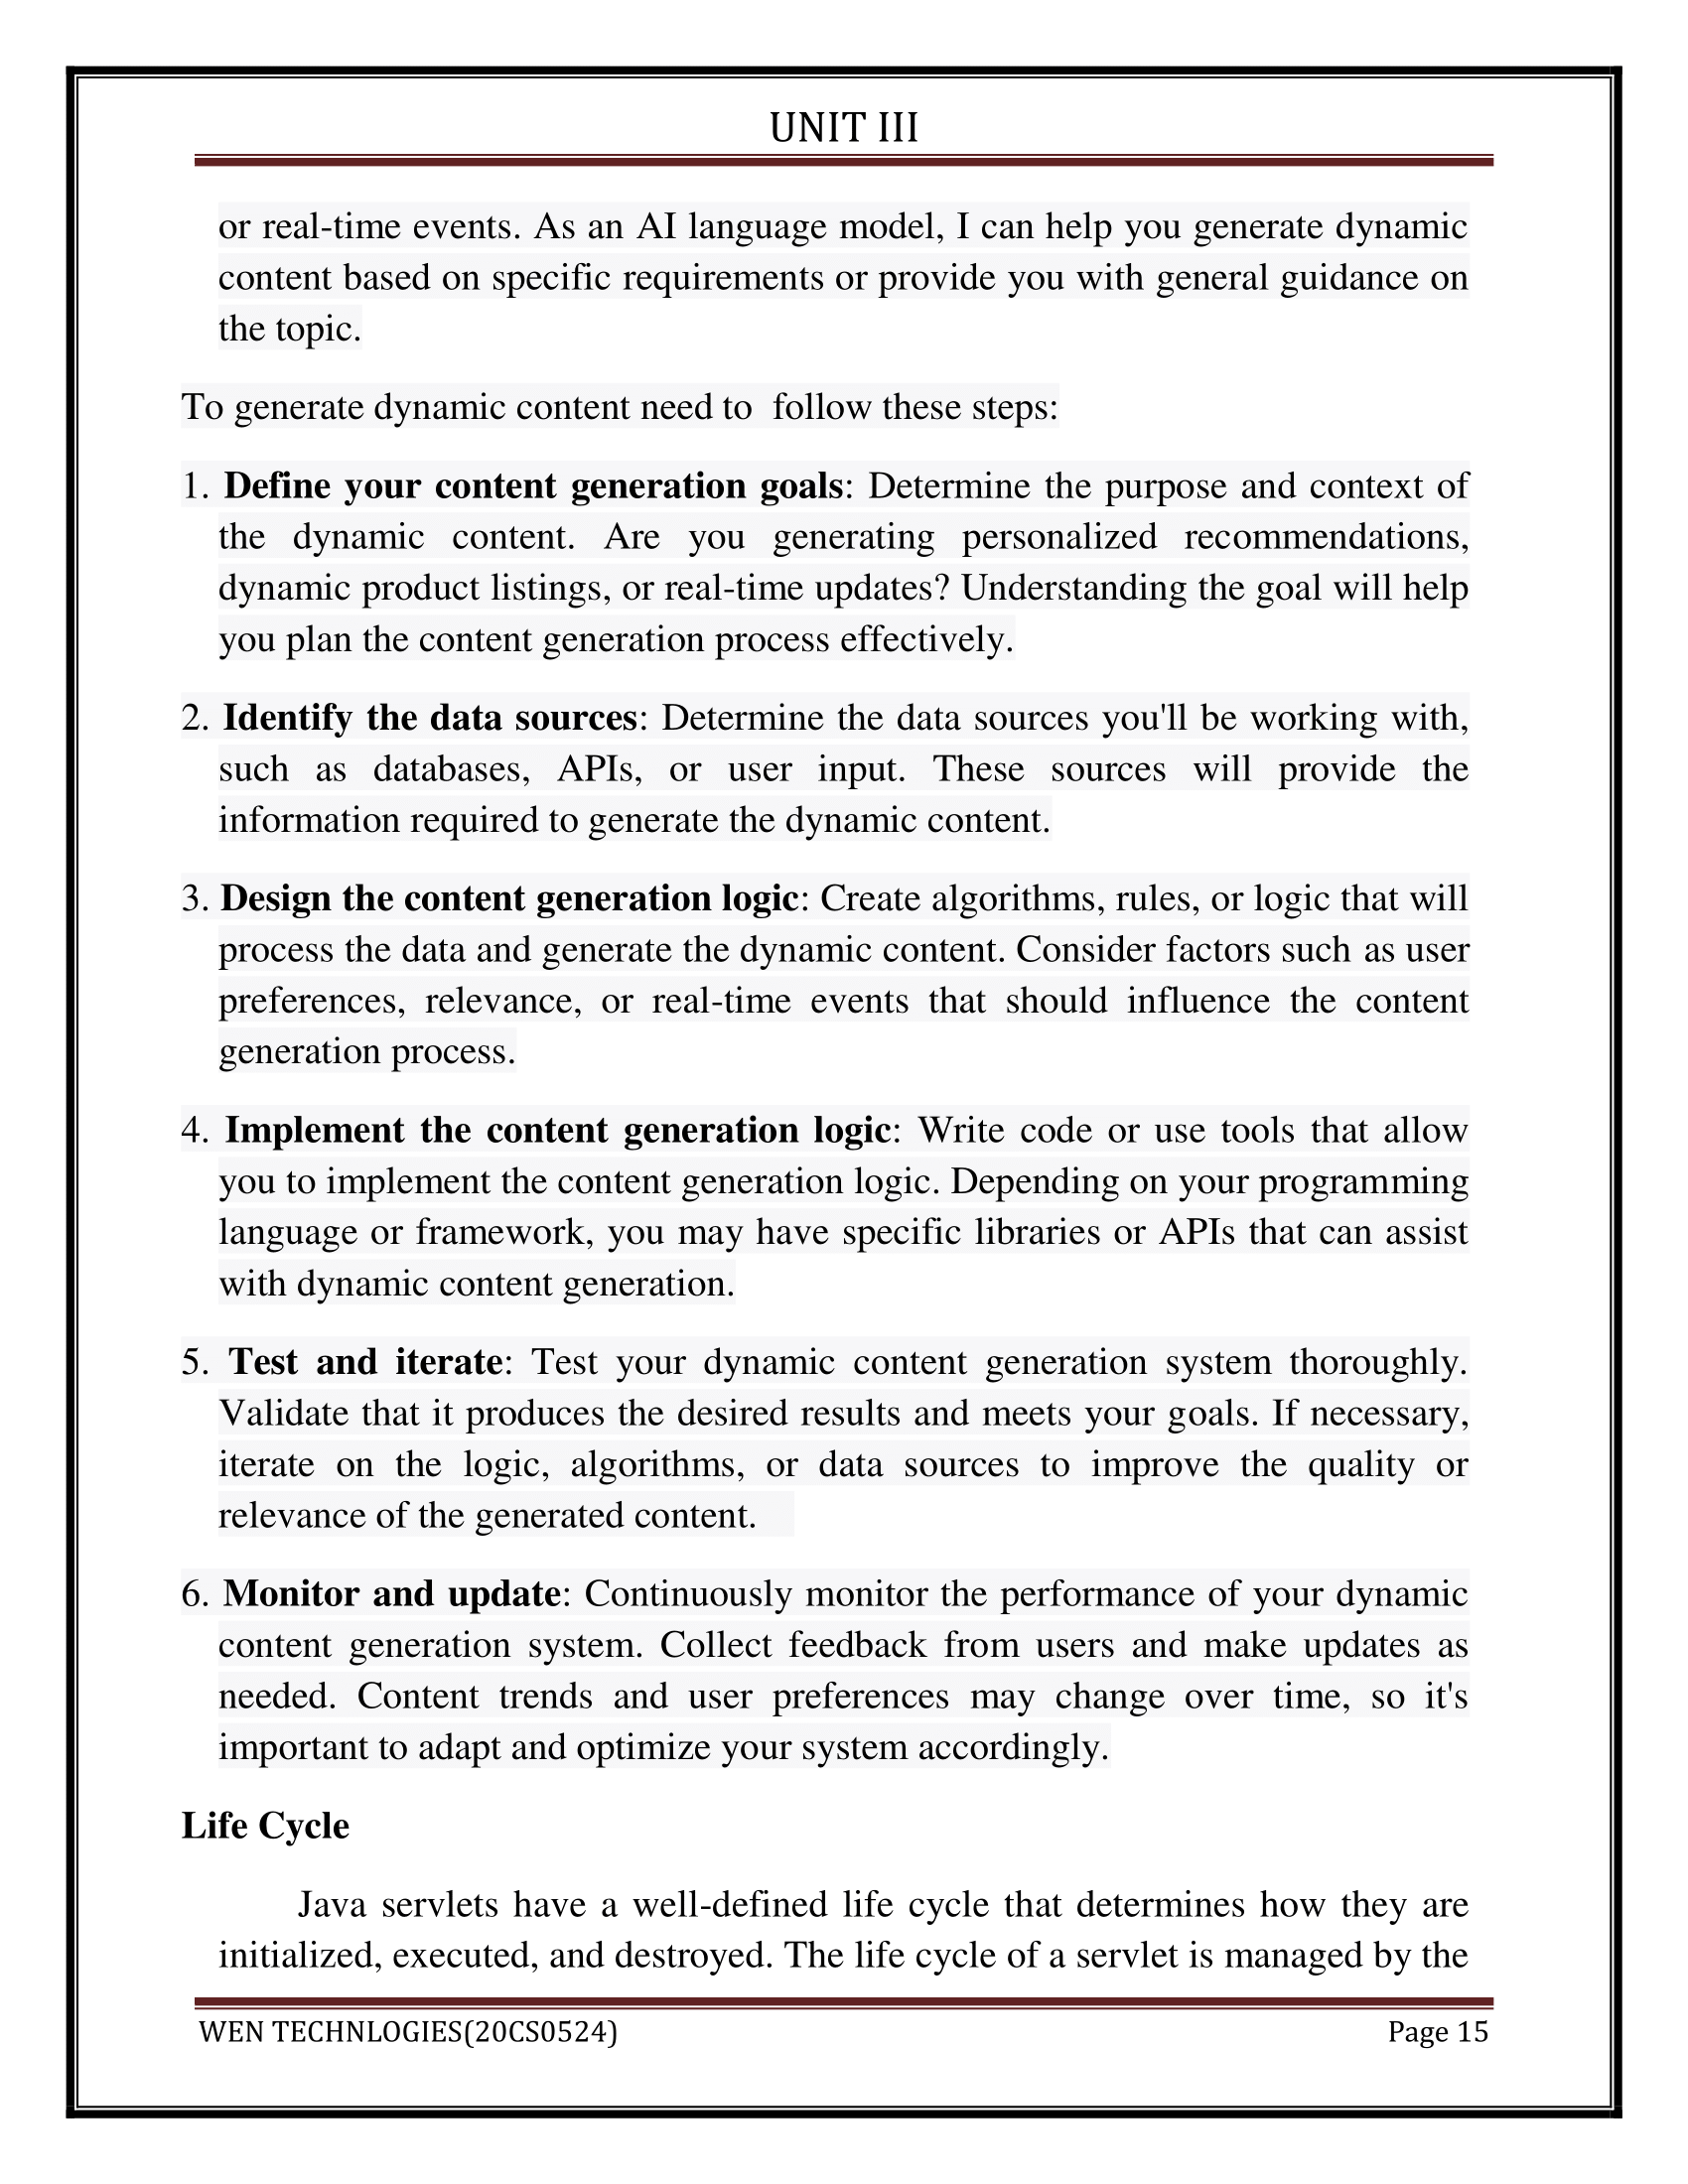 UNIT III
or real-time events. As an AI language model, I can help you generate dynamic
content based on specific requirements or provide you with general guidance on
the topic.
To generate dynamic content need to  follow these steps:
1. Define your content generation goals: Determine the purpose and context of
the dynamic content. Are you generating personalized recommendations,
dynamic product listings, or real-time updates? Understanding the goal will help
you plan the content generation process effectively.
2. Identify the data sources: Determine the data sources you'll be working with,
such as databases, APIs, or user input. These sources will provide the
information required to generate the dynamic content.
3. Design the content generation logic: Create algorithms, rules, or logic that will
process the data and generate the dynamic content. Consider factors such as user
preferences, relevance, or real-time events that should influence the content
generation process.
4. Implement the content generation logic: Write code or use tools that allow
you to implement the content generation logic. Depending on your programming
language or framework, you may have specific libraries or APIs that can assist
with dynamic content generation.
5. Test and iterate: Test your dynamic content generation system thoroughly.
Validate that it produces the desired results and meets your goals. If necessary,
iterate on the logic, algorithms, or data sources to improve the quality or
relevance of the generated content.
6. Monitor and update: Continuously monitor the performance of your dynamic
content generation system. Collect feedback from users and make updates as
needed. Content trends and user preferences may change over time, so it's
important to adapt and optimize your system accordingly.
Life Cycle
Java servlets have a well-defined life cycle that determines how they are
initialized, executed, and destroyed. The life cycle of a servlet is managed by the
WEN TECHNLOGIES(20CS0524) Page 15